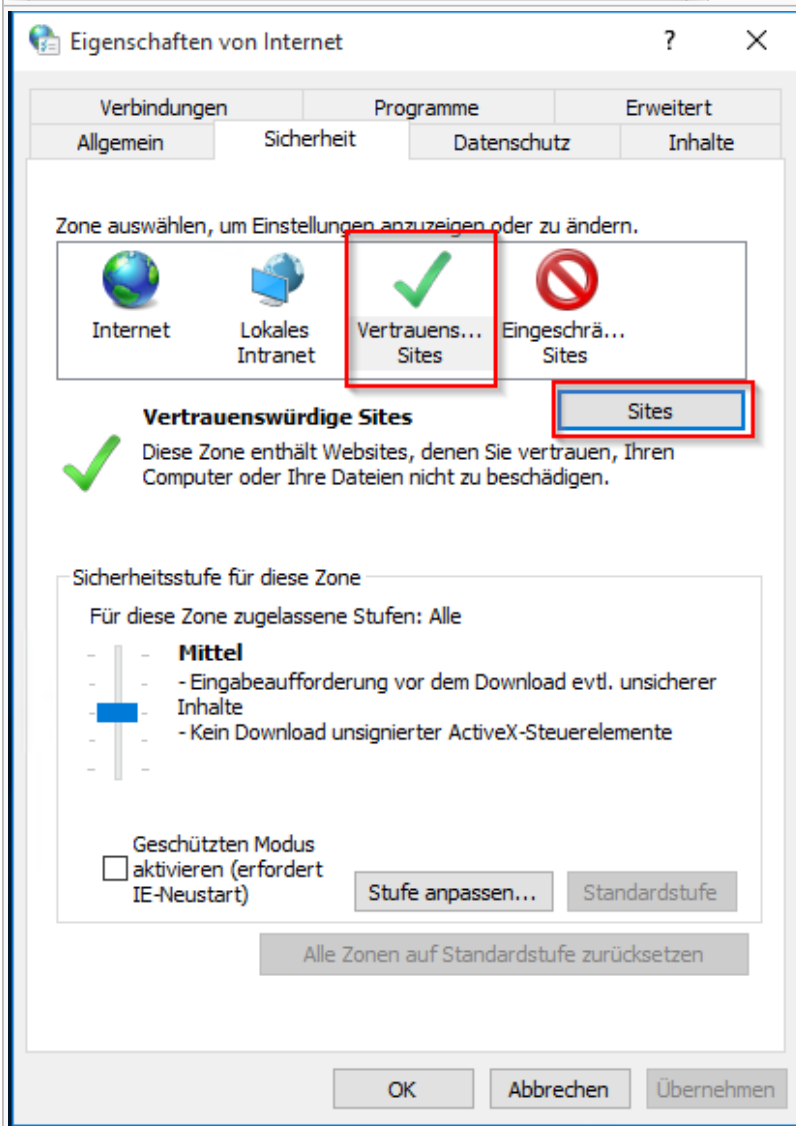 Eigenschaften von Internet
?
Verbindungen
Programme
Erweitert
Allgemein
Sicherheit
Datenschutz
Inhalte
Zone auswählen, um Einstellungen anzuzeigen oder zu ändern.
Internet
Lokales
Intranet
Vertrauens...
Sites
Eingeschrä...
Sites
Sites
Vertrauenswürdige Sites
Diese Zone enthält Websites, denen Sie vertrauen, Ihren
Computer oder Ihre Dateien nicht zu beschädigen.
Sicherheitsstufe für diese Zone
Für diese Zone zugelassene Stufen: Alle
Mittel
- Eingabeaufforderung vor dem Download evtl. unsicherer
Inhalte
- Kein Download unsignierter ActiveX-Steuerelemente
Geschützten Modus
aktivieren (erfordert
IE-Neustart)
Stufe anpassen...
Standardstufe
Alle Zonen auf Standardstufe zurücksetzen
OK
Abbrechen
Übernehmen